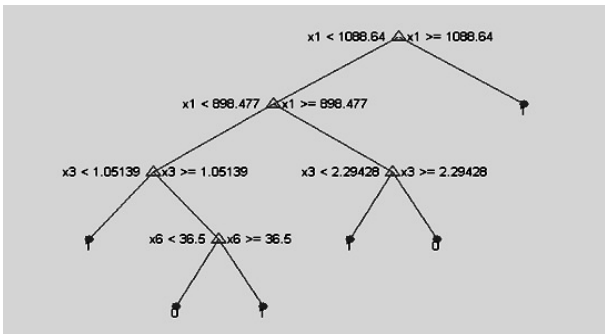 x1 < 1088.64 x1 >= 1088.64
x1 < 898.477 x1 >= 898.477
1
x3 < 1.05139 x3 >= 1.05139 x3 < 2.29428 x3 >= 2.29428
1 x6 < 36.5 x6 >= 36.5 1 0
0 1